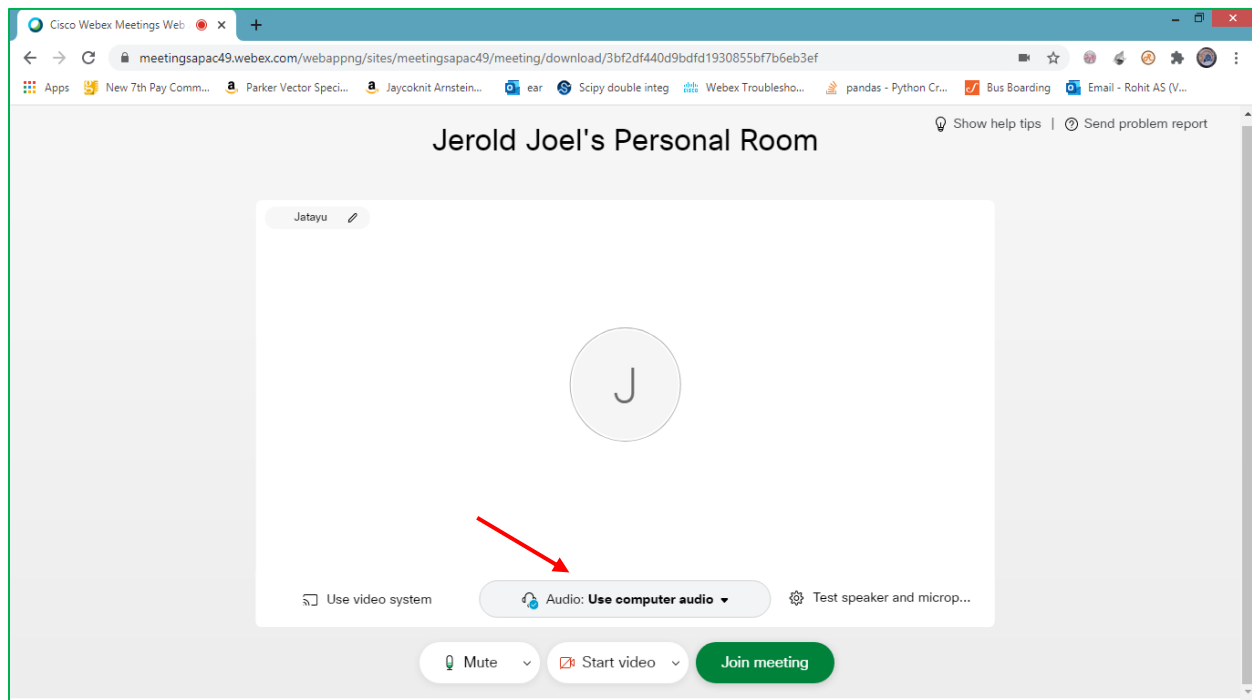 Cisco Webex Meetings Web
meetingsapac49.webex.com/webappng/sites/meetingsapac49/meeting/download/3bf2df440d9bdfd1930855bf7b6eb3ef
Apps New 7th Pay Comm... Parker Vector Speci... Jaycoknit Arnstein... ear Scipy double integ Webex Troublesho... pandas - Python Cr... Bus Boarding Email - Rohit AS (V...
Show help tips | Send problem report
Jerold Joel's Personal Room
Jatayu
J
Use video system Audio: Use computer audio Test speaker and microp...
Mute Start video Join meeting